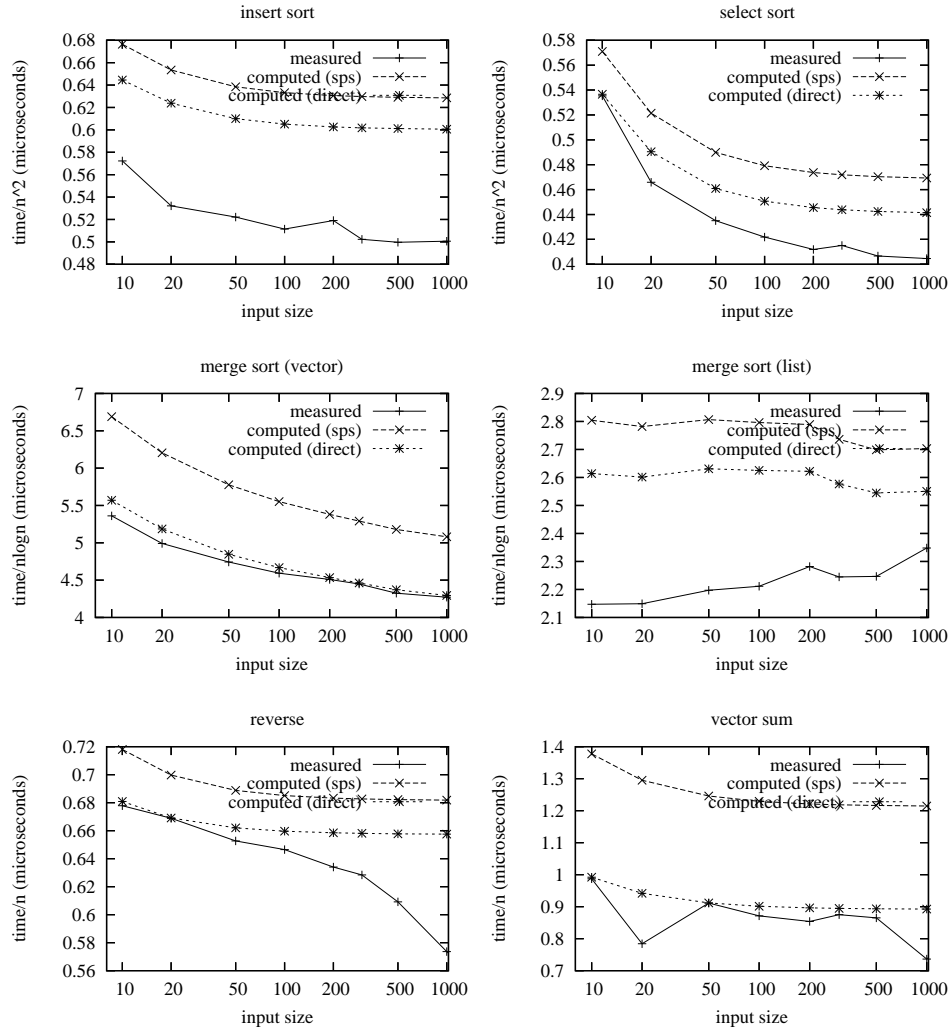 insert sort
time/n^2 (microseconds)
0.68
0.66
0.64
0.62
0.6
0.58
0.56
0.54
0.52
0.5
0.48
measured
computed (sps)
computed (direct)
10 20 50 100 200 500 1000
input size
select sort
time/n^2 (microseconds)
0.58
0.56
0.54
0.52
0.5
0.48
0.46
0.44
0.42
0.4
measured
computed (sps)
computed (direct)
10 20 50 100 200 500 1000
input size
merge sort (vector)
time/nlogn (microseconds)
7
6.5
6
5.5
5
4.5
4
measured
computed (sps)
computed (direct)
10 20 50 100 200 500 1000
input size
merge sort (list)
time/nlogn (microseconds)
2.9
2.8
2.7
2.6
2.5
2.4
2.3
2.2
2.1
measured
computed (sps)
computed (direct)
10 20 50 100 200 500 1000
input size
reverse
time/n (microseconds)
0.72
0.7
0.68
0.66
0.64
0.62
0.6
0.58
0.56
measured
computed (sps)
computed (direct)
10 20 50 100 200 500 1000
input size
vector sum
time/n (microseconds)
1.4
1.3
1.2
1.1
1
0.9
0.8
0.7
measured
computed (sps)
computed (direct)
10 20 50 100 200 500 1000
input size